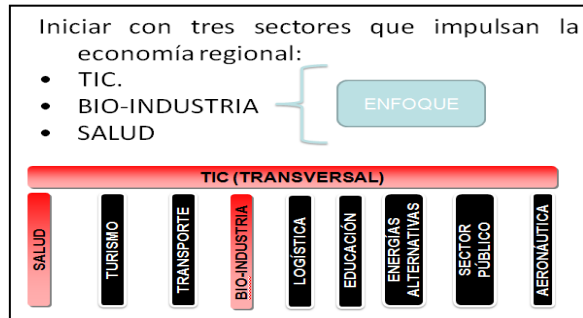 Iniciar con tres sectores que impulsan la
economía regional:
• TIC.
• BIO-INDUSTRIA
• SALUD
ENFOQUE
TIC (TRANSVERSAL)
SALUD
TURISMO
TRANSPORTE
BIO-INDUSTRIA
LOGÍSTICA
EDUCACIÓN
ENERGÍAS
ALTERNATIVAS
SECTOR
PÚBLICO
AERONÁUTICA